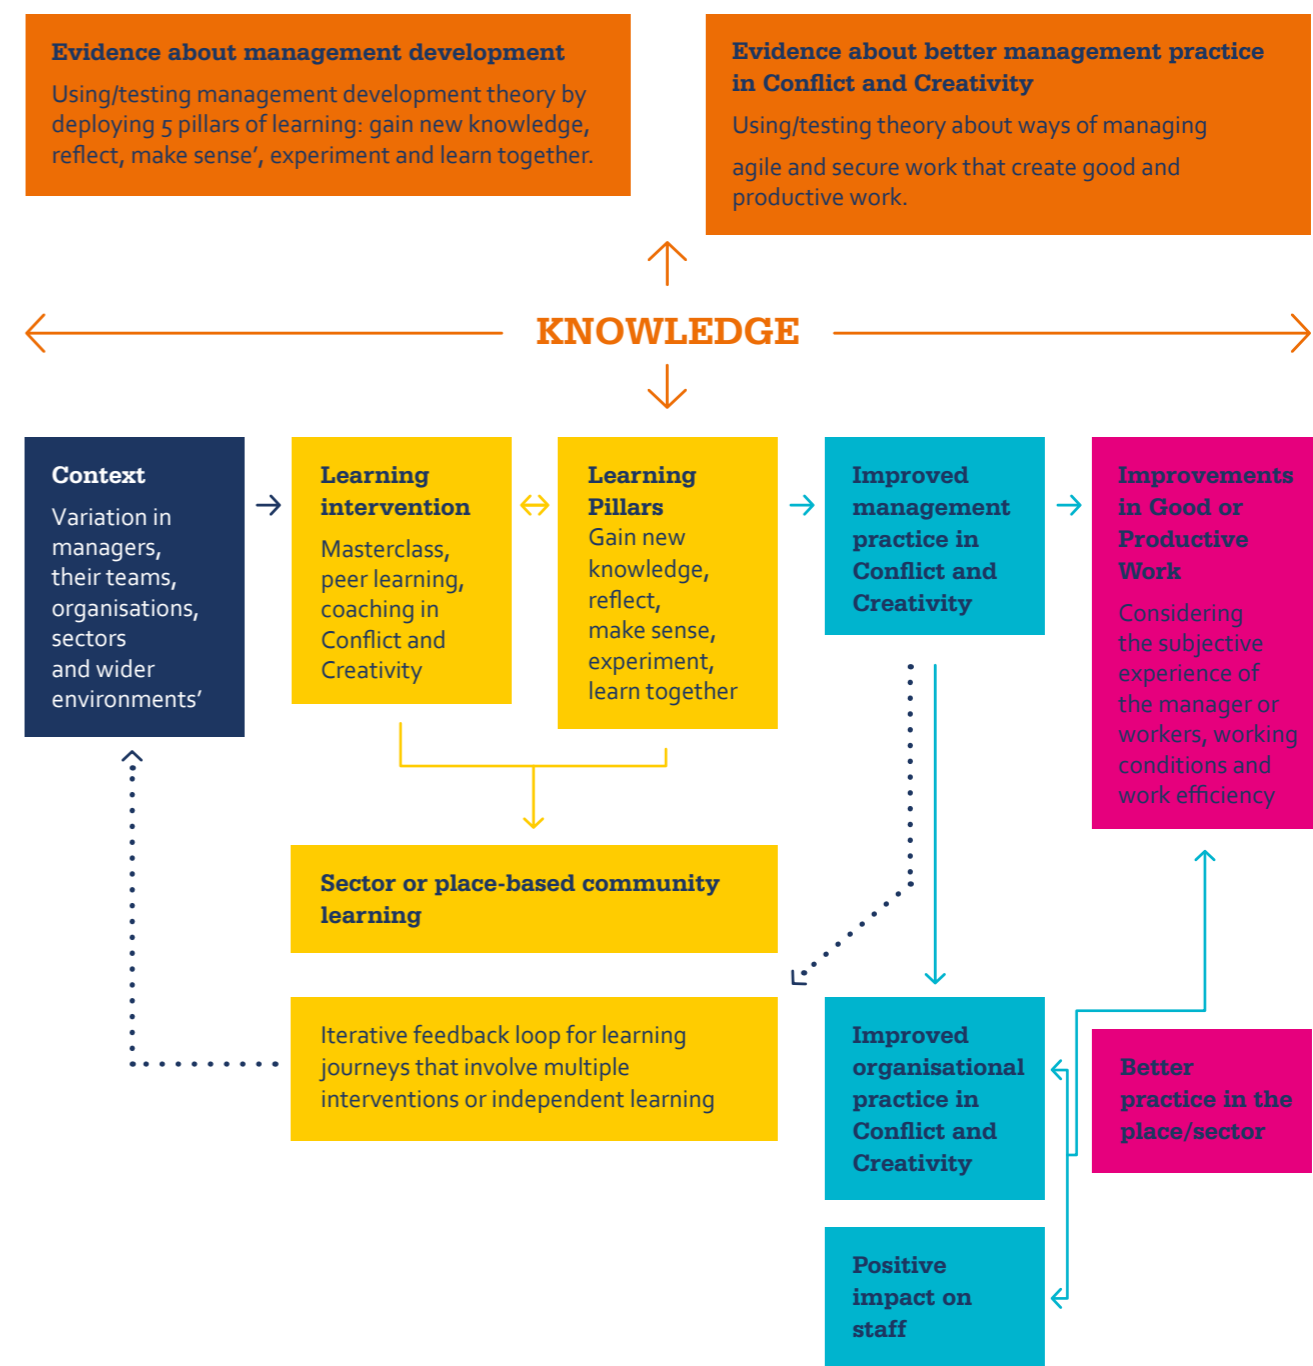 Evidence about management development
Using/testing management development theory by
deploying 5 pillars of learning: gain new knowledge,
reflect, make sense’, experiment and learn together.
Evidence about better management practice
in Conflict and Creativity
Using/testing theory about ways of managing
agile and secure work that create good and
productive work.
KNOWLEDGE
Context
Variation in
managers,
their teams,
organisations,
sectors
and wider
environments’
Learning
intervention
Masterclass,
peer learning,
coaching in
Conflict and
Creativity
Learning
Pillars
Gain new
knowledge,
reflect,
make sense,
experiment,
learn together
Improved
management
practice in
Conflict and
Creativity
Improvements
in Good or
Productive
Work
Considering
the subjective
experience of
the manager or
workers, working
conditions and
work efficiency
Sector or place-based community
learning
Iterative feedback loop for learning
journeys that involve multiple
interventions or independent learning
Improved
organisational
practice in
Conflict and
Creativity
Better
practice in the
place/sector
Positive
impact on
staff